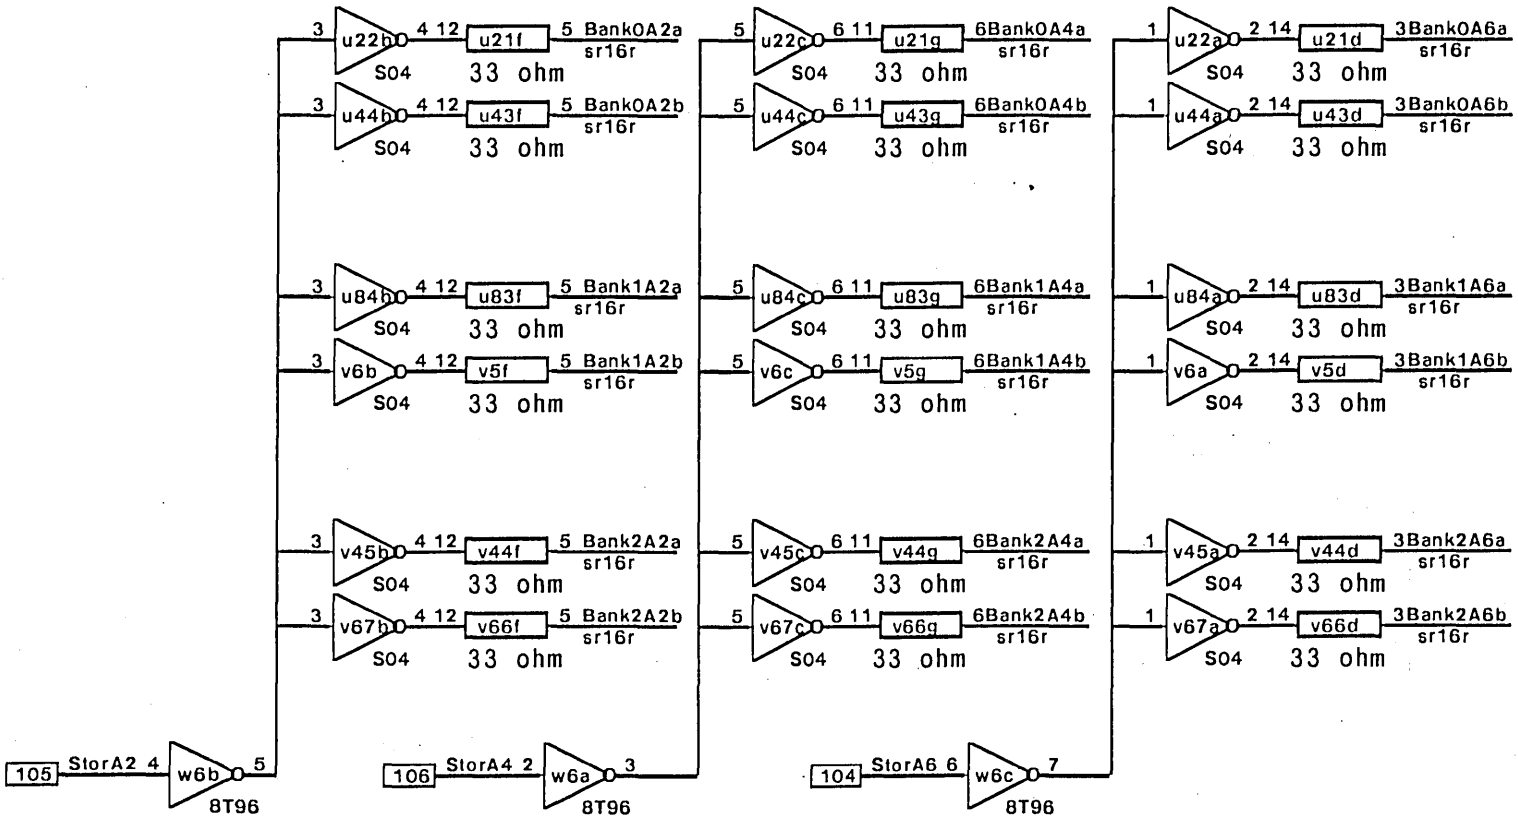 3 u22b 4 12 u21f 5 Bank0A2a 5 u22c 6 11 u21g 6Bank0A4a 1 u22a 2 14 u21d 3Bank0A6a
S04 33 ohm sr16r S04 33 ohm sr16r S04 33 ohm sr16r
3 u44b 4 12 u43f 5 Bank0A2b 5 u44c 6 11 u43g 6Bank0A4b 1 u44a 2 14 u43d 3Bank0A6b
S04 33 ohm sr16r S04 33 ohm sr16r S04 33 ohm sr16r
3 u84b 4 12 u83f 5 Bank1A2a 5 u84c 6 11 u83g 6Bank1A4a 1 u84a 2 14 u83d 3Bank1A6a
S04 33 ohm sr16r S04 33 ohm sr16r S04 33 ohm sr16r
3 v6b 4 12 v5f 5 Bank1A2b 5 v6c 6 11 v5g 6Bank1A4b 1 v6a 2 14 v5d 3Bank1A6b
S04 33 ohm sr16r S04 33 ohm sr16r S04 33 ohm sr16r
3 v45b 4 12 v44f 5 Bank2A2a 5 v45c 6 11 v44g 6Bank2A4a 1 v45a 2 14 v44d 3Bank2A6a
S04 33 ohm sr16r S04 33 ohm sr16r S04 33 ohm sr16r
3 v67b 4 12 v66f 5 Bank2A2b 5 v67c 6 11 v66g 6Bank2A4b 1 v67a 2 14 v66d 3Bank2A6b
S04 33 ohm sr16r S04 33 ohm sr16r S04 33 ohm sr16r
105 StorA2 4 w6b 5 106 StorA4 2 w6a 3 104 StorA6 6 w6c 7
8T96 8T96 8T96